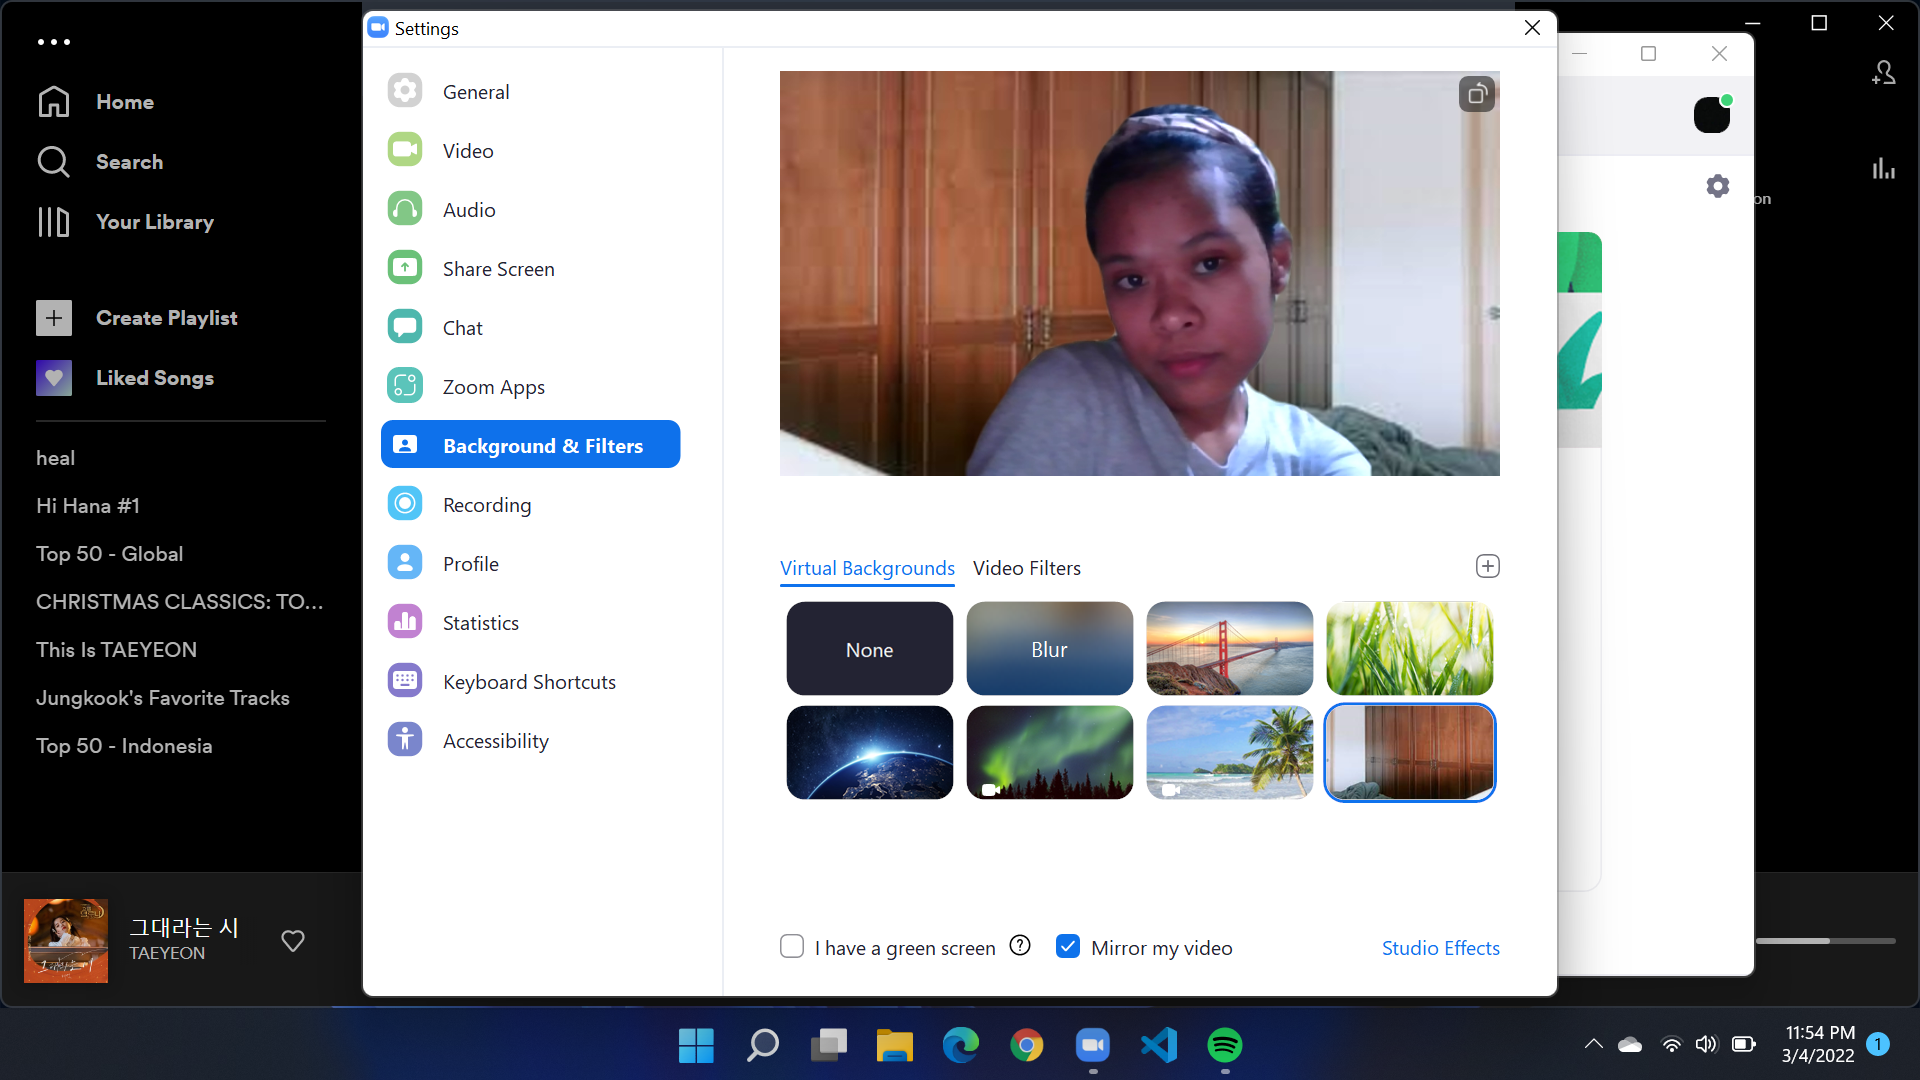 Home
Search
Your Library
Create Playlist
Liked Songs
heal
Hi Hana #1
Top 50 - Global
CHRISTMAS CLASSICS: TO...
This Is TAEYEON
Jungkook's Favorite Tracks
Top 50 - Indonesia
그대라는 시
TAEYEON
Settings
General
Video
Audio
Share Screen
Chat
Zoom Apps
Background & Filters
Recording
Profile
Statistics
Keyboard Shortcuts
Accessibility
Virtual Backgrounds Video Filters
None
Blur
I have a green screen
Mirror my video
Studio Effects
on
11:54 PM
3/4/2022
1